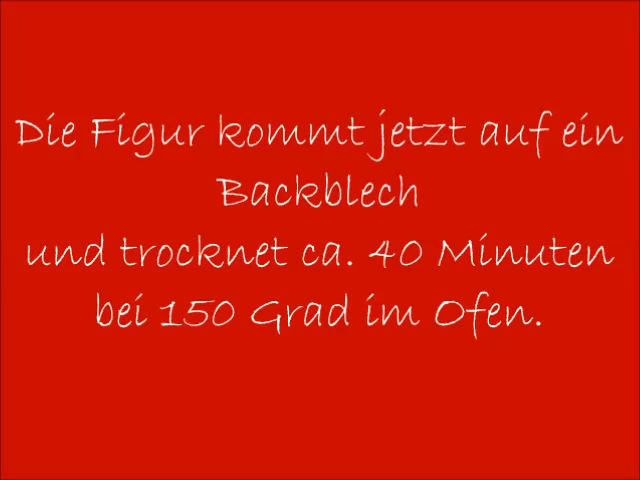 Die Figur kommt jetzt auf ein
Backblech
und trocknet ca. 40 Minuten
bei 150 Grad im Ofen.